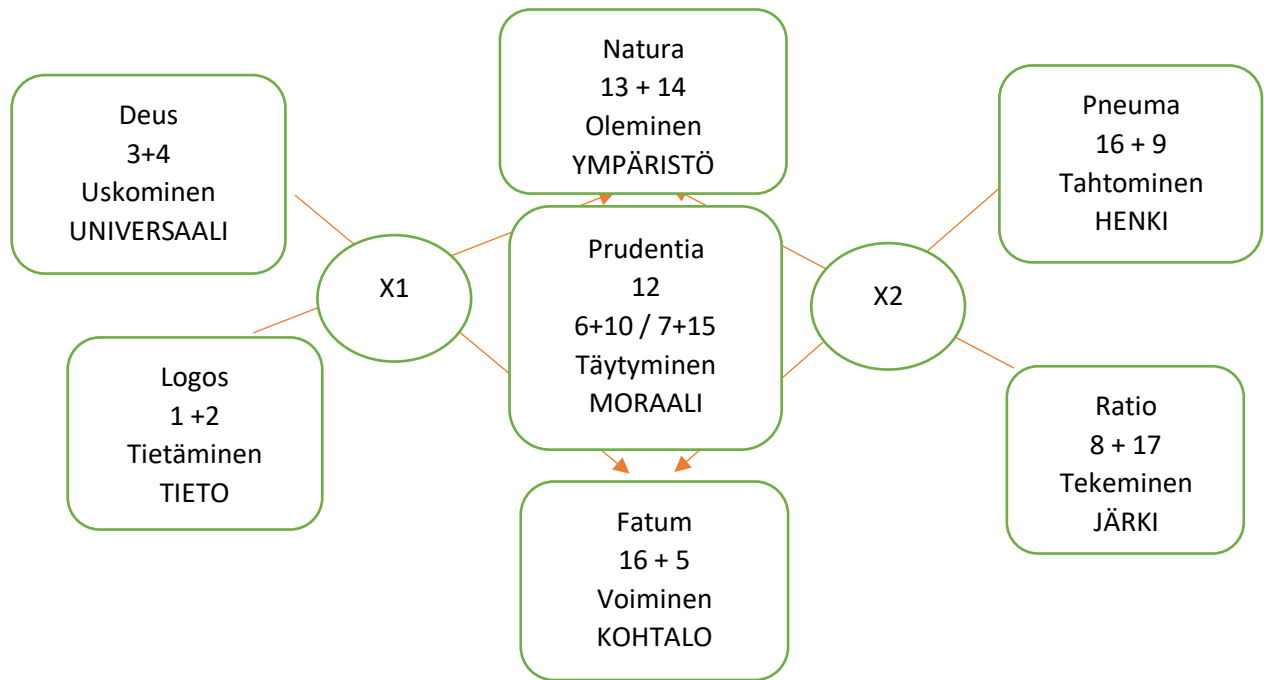 Deus
3+4
Uskominen
UNIVERSAALI
Logos
1 +2
Tietäminen
TIETO
X1
Natura
13 + 14
Oleminen
YMPÄRISTÖ
Prudentia
12
6+10 / 7+15
Täytyminen
MORAALI
Fatum
16 + 5
Voiminen
KOHTALO
X2
Pneuma
16 + 9
Tahtominen
HENKI
Ratio
8 + 17
Tekeminen
JÄRKI